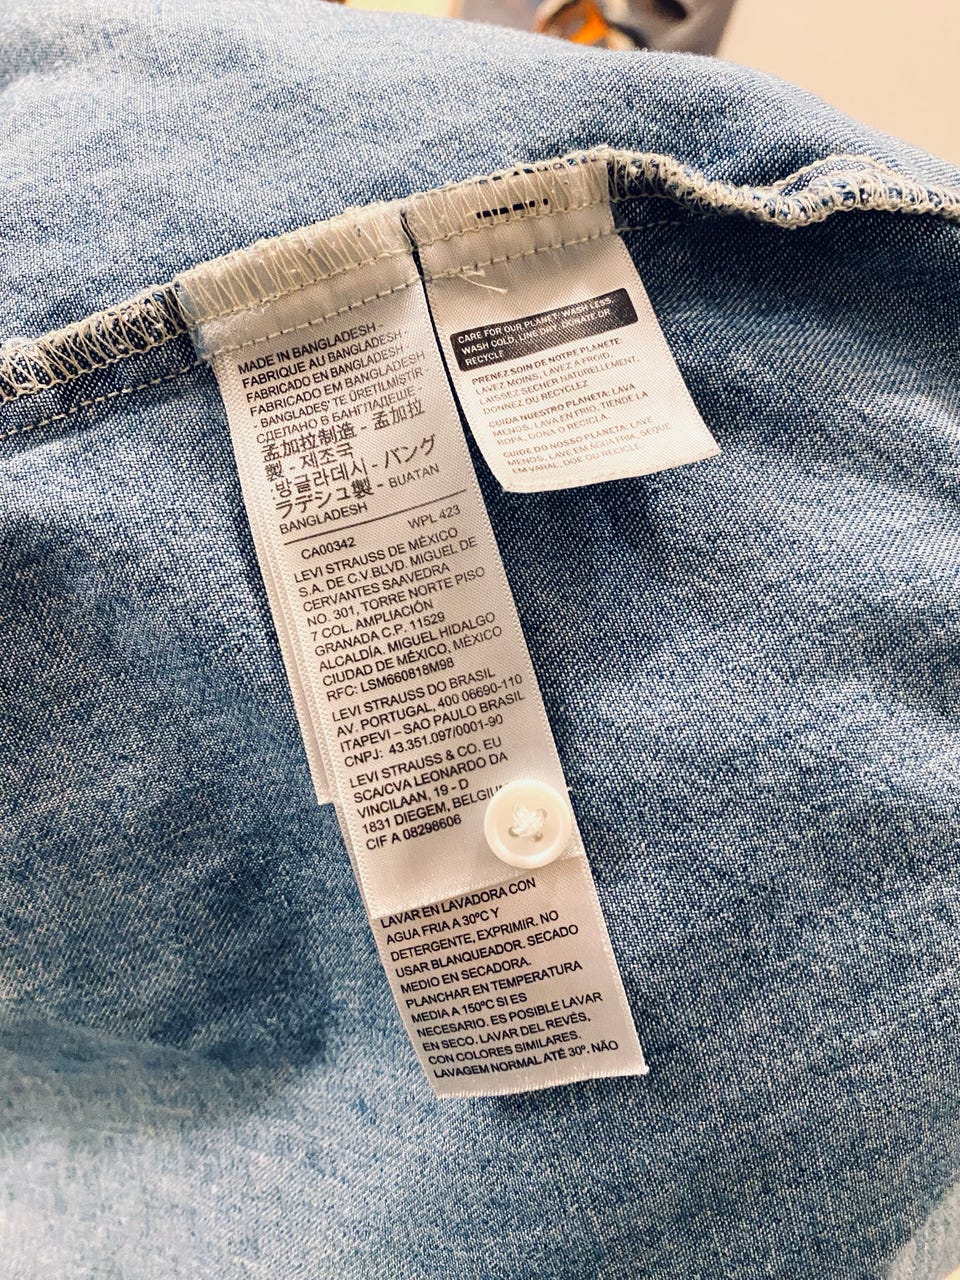 MADE IN BANGLADESH -
FABRIQUE AU BANGLADESH -
FABRICADO EN BANGLADESH
FABRICADO EM BANGLADESH
- BANGLADEŞ'TE ÜRETİLMİŞTİR
СДЕЛАНО В БАНГЛАДЕШЕ
孟加拉制造 - 孟加拉
製 - 제조국
:방글라데시 - バング
ラデシュ製 - BUATAN
BANGLADESH
CA00342 WPL 423
LEVI STRAUSS DE MÉXICO
S.A. DE C.V BLVD. MIGUEL DE
CERVANTES SAAVEDRA
NO. 301, TORRE NORTE PISO
7 COL. AMPLIACIÓN
GRANADA C.P. 11529
ALCALDÍA. MIGUEL HIDALGO
CIUDAD DE MÉXICO, MÉXICO
RFC: LSM660818M98
LEVI STRAUSS DO BRASIL
AV. PORTUGAL, 400 06690-110
ITAPEVI – SAO PAULO BRASIL
CNPJ: 43.351.097/0001-90
LEVI STRAUSS & CO. EU
SCA/CVA LEONARDO DA
VINCILAAN, 19 - D
1831 DIEGEM,
CIF A 08298606
LAVAR EN LAVADORA CON
AGUA FRIA A 30ºC Y
DETERGENTE, EXPRIMIR. NO
USAR BLANQUEADOR. SECADO
MEDIO EN SECADORA.
PLANCHAR EN TEMPERATURA
MEDIA A 150ºC SI ES
NECESARIO. ES POSIBLE LAVAR
EN SECO. LAVAR DEL REVÉS,
CON COLORES SIMILARES.
LAVAGEM NORMAL ATÉ 30º. NÃO
CARE FOR OUR PLANET: WASH LESS,
WASH COLD, LINE DRY, DONATE OR
RECYCLE
PRENEZ SOIN DE NOTRE PLANETE
LAVEZ MOINS, LAVEZ A FROID,
LAISSEZ SECHER NATURELLEMENT,
DONNEZ OU RECYCLEZ
CUIDA NUESTRO PLANETA: LAVA
MENOS, LAVA EN FRIO, TIENDE LA
ROPA, DONA O RECICLA.
CUIDE DO NOSSO PLANETA: LAVE
MENOS, LAVE EM ÁGUA FRIA, SEQUE
EM VARAL, DOE OU RECICLE